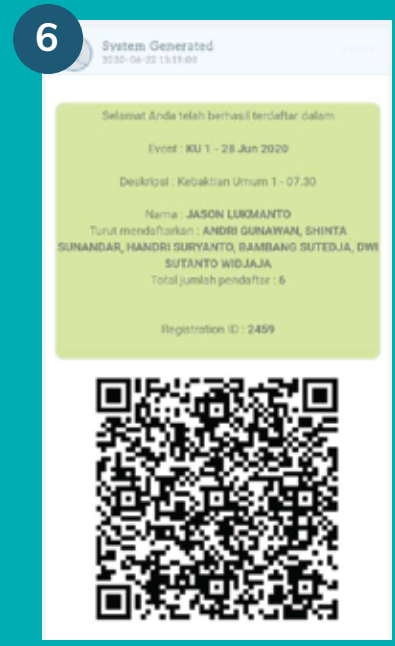 6
System Generated
2020-06-22 15:19:08
Selamat Anda telah berhasil terdaftar dalam
Event : KU 1 - 28 Jun 2020
Deskripsi : Kebaktian Umum 1 - 07.30
Nama : JASON LUKMANTO
Turut mendaftarkan : ANDRI GUNAWAN, SHINTA
SUNANDAR, HANDRI SURYANTO, BAMBANG SUTEDJA, DWI
SUTANTO WIDJAJA
Total jumlah pendaftar : 6
Registration ID : 2459